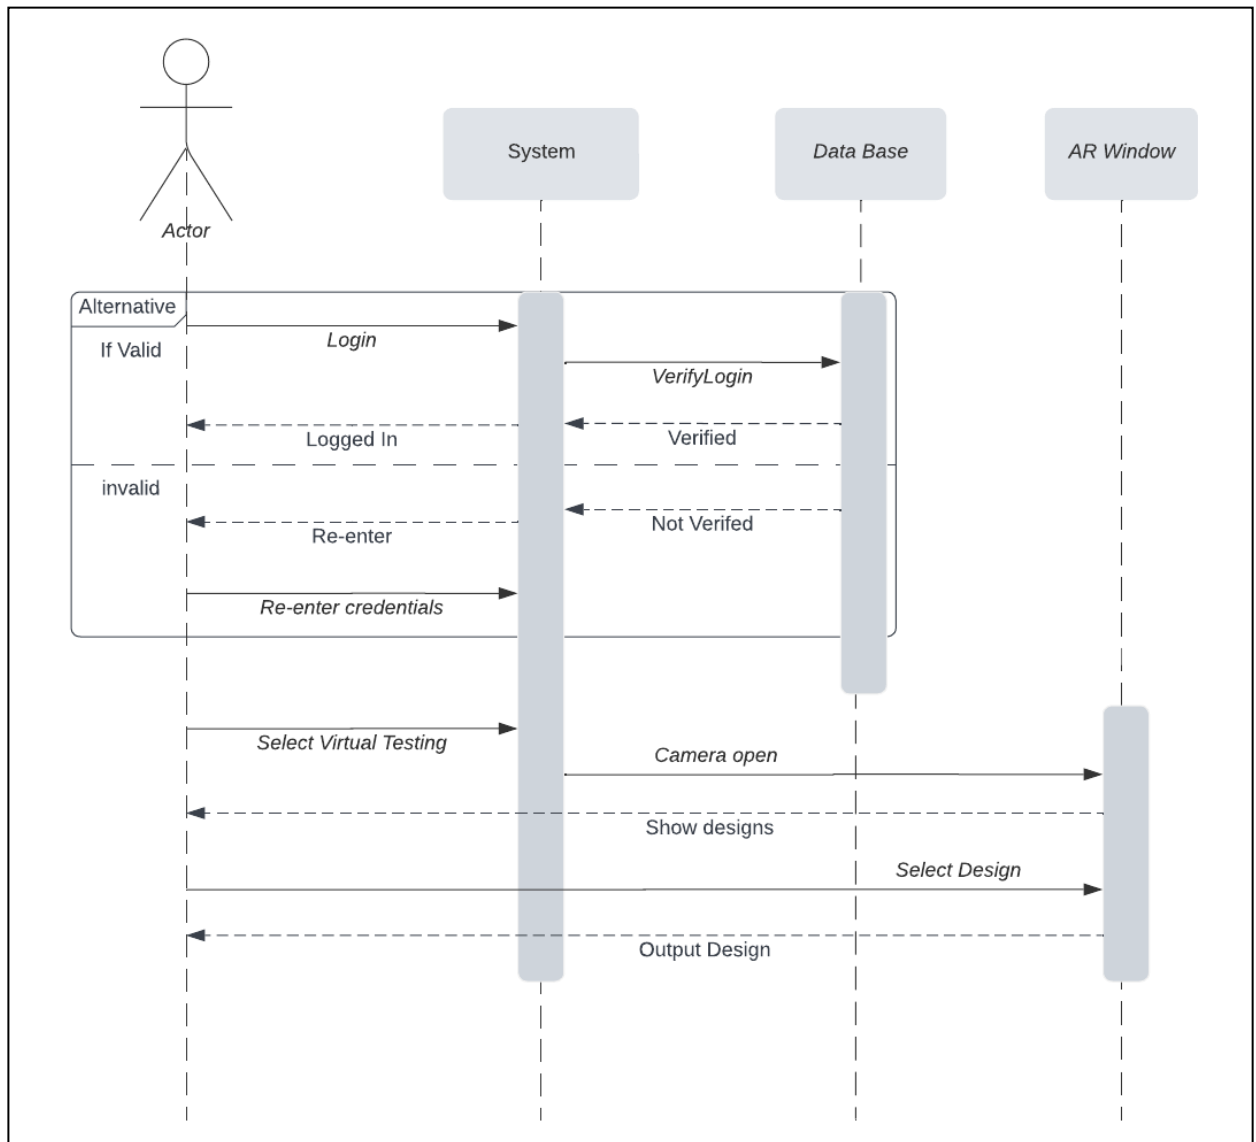 System
Data Base
AR Window
Actor
Alternative
If Valid
Login
VerifyLogin
Logged In
Verified
invalid
Re-enter
Not Verifed
Re-enter credentials
Select Virtual Testing
Camera open
Show designs
Select Design
Output Design